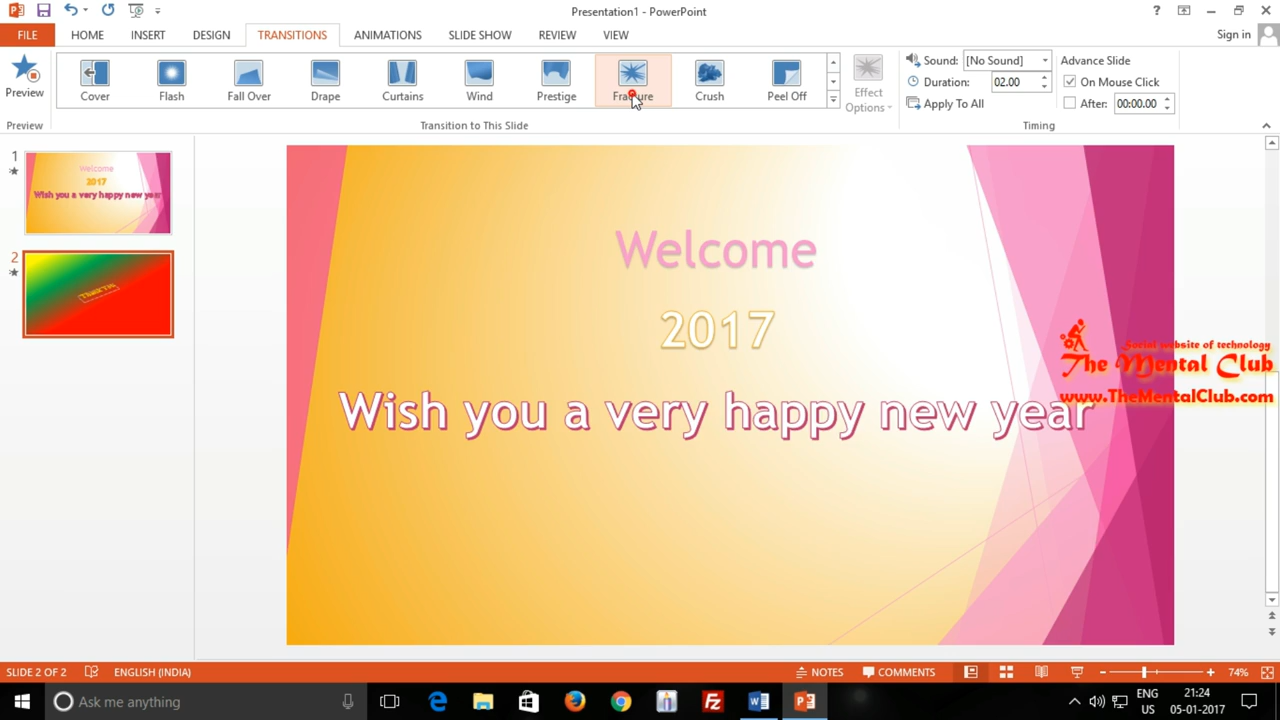 Presentation1 - PowerPoint
?
FILE
HOME
INSERT
DESIGN
TRANSITIONS
ANIMATIONS
SLIDE SHOW
REVIEW
VIEW
Sign in
Preview
Cover
Flash
Fall Over
Drape
Curtains
Wind
Prestige
Fracture
Crush
Peel Off
Effect
Options
Sound: [No Sound]
Duration: 02.00
Apply To All
Advance Slide
On Mouse Click
After: 00:00.00
Preview
Transition to This Slide
Timing
1
Welcome
2017
Wish you a very happy new year
2
Thank You
Welcome
2017
Wish you a very happy new year
Social website of technology
The Mental Club
www.TheMentalClub.com
SLIDE 2 OF 2
ENGLISH (INDIA)
NOTES
COMMENTS
74%
Ask me anything
ENG
US
21:24
05-01-2017